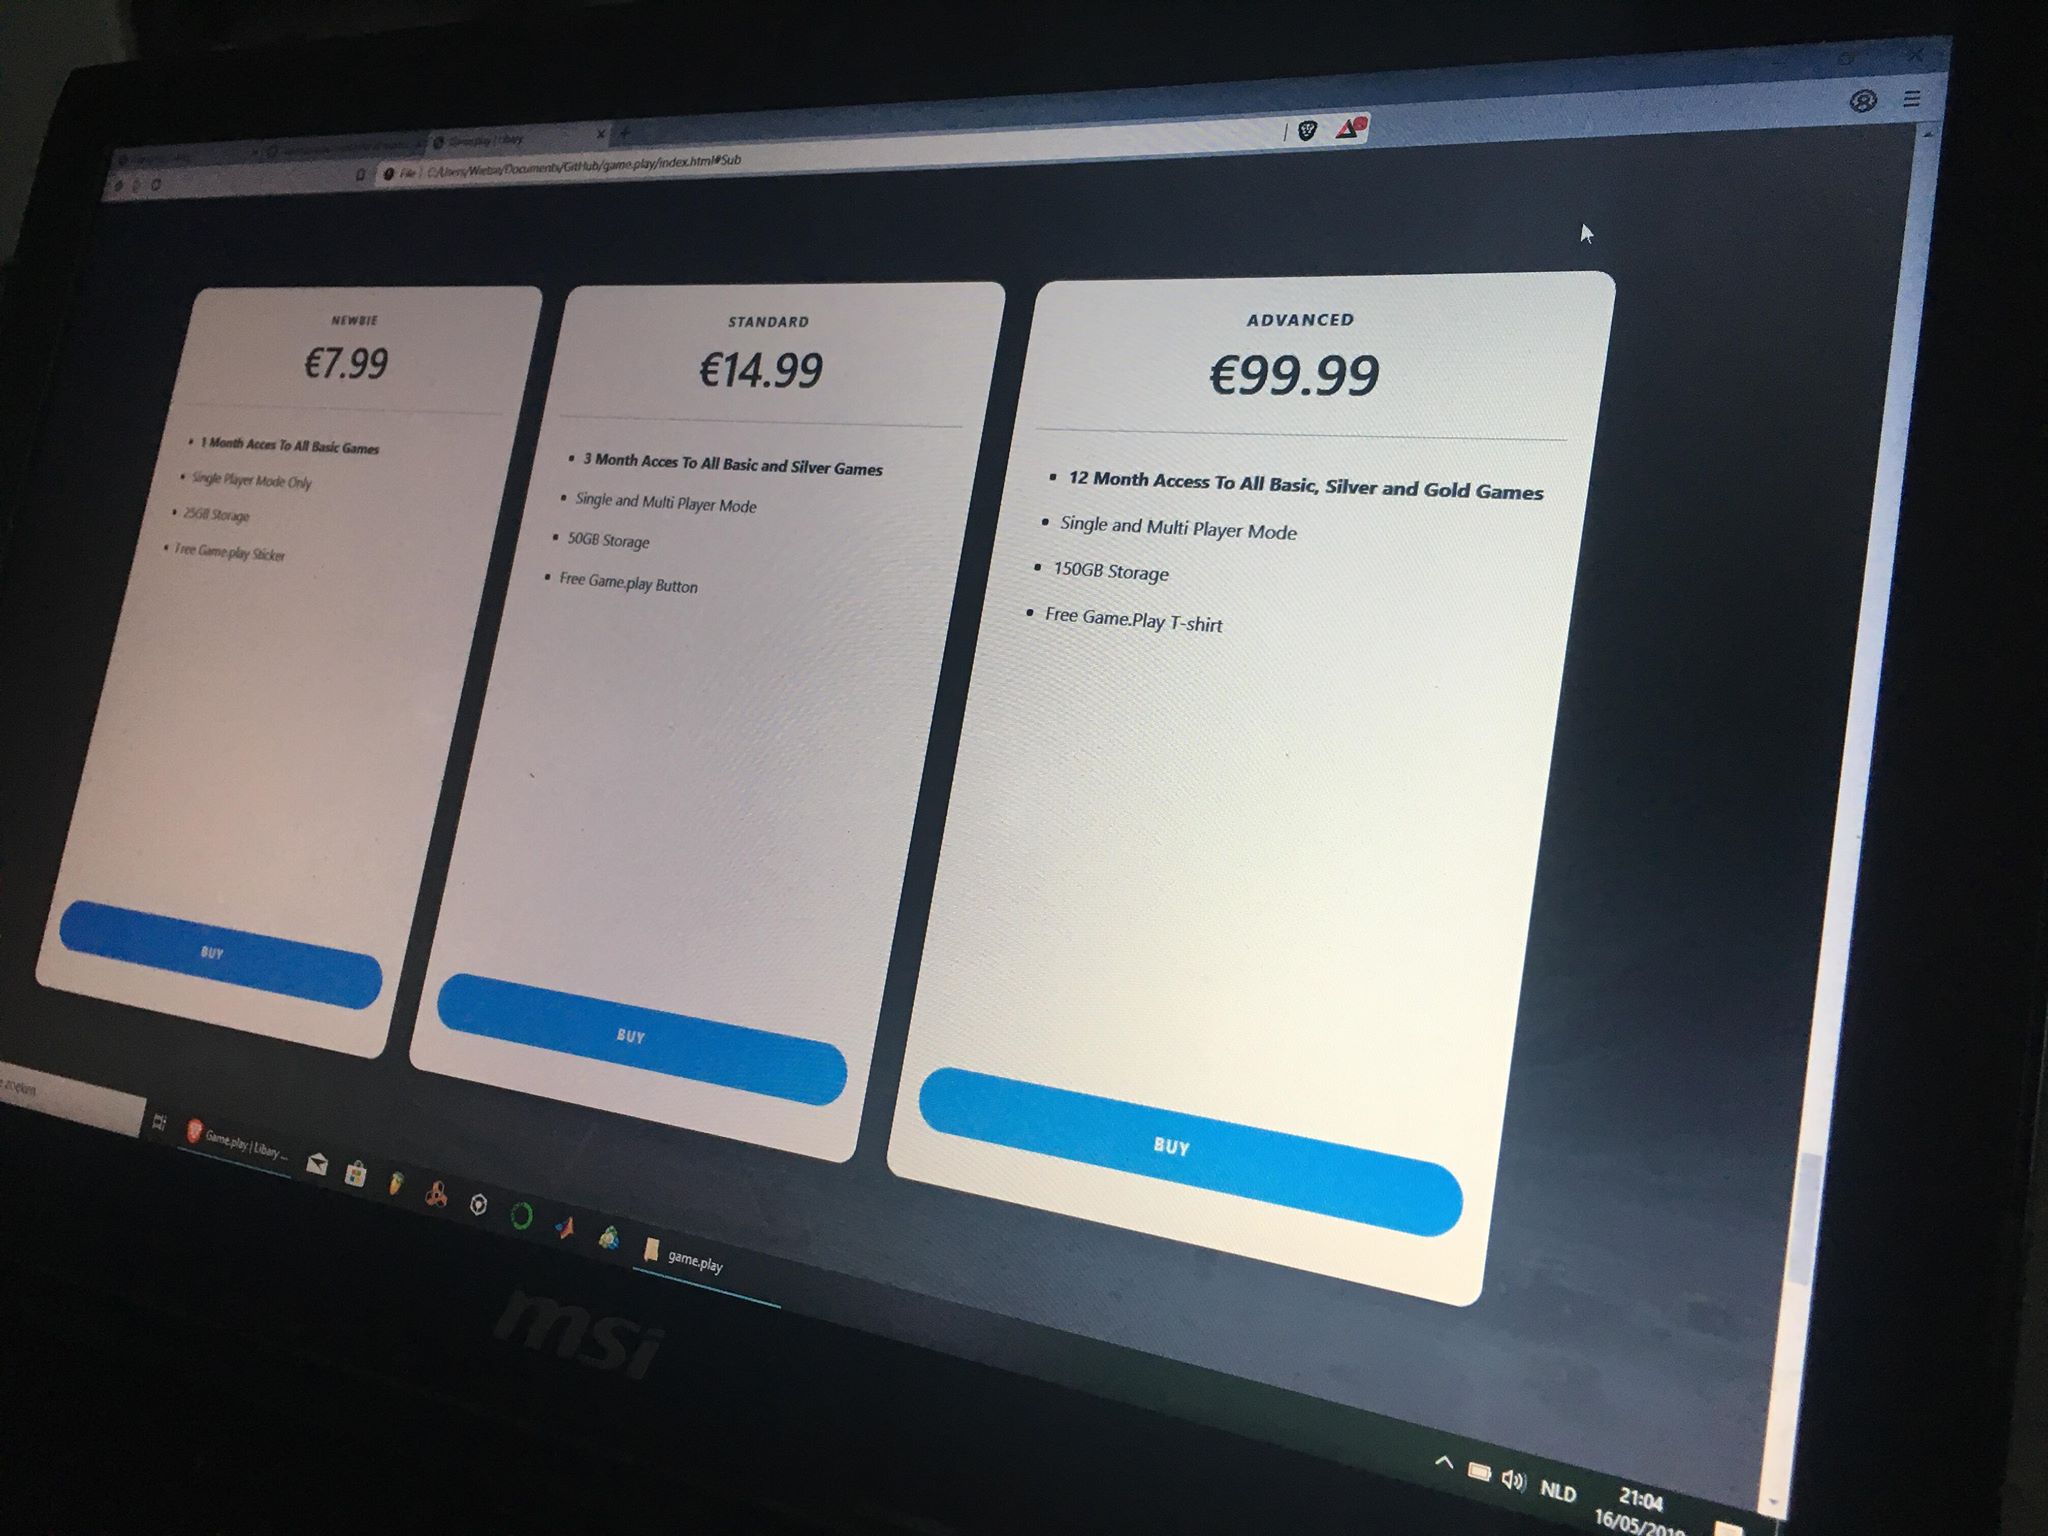 Game.play | Libary
File | C:/Users/Wietse/Documents/GitHub/game.play/index.html#Sub
NEWBIE
€7.99
• 1 Month Acces To All Basic Games
• Single Player Mode Only
• 25GB Storage
• Free Game.play Sticker
BUY
STANDARD
€14.99
• 3 Month Acces To All Basic and Silver Games
• Single and Multi Player Mode
• 50GB Storage
• Free Game.play Button
BUY
ADVANCED
€99.99
• 12 Month Access To All Basic, Silver and Gold Games
• Single and Multi Player Mode
• 150GB Storage
• Free Game.Play T-shirt
BUY
zoeken
Game.play | Libary ...
game.play
NLD
21:04
16/05/2019
msi